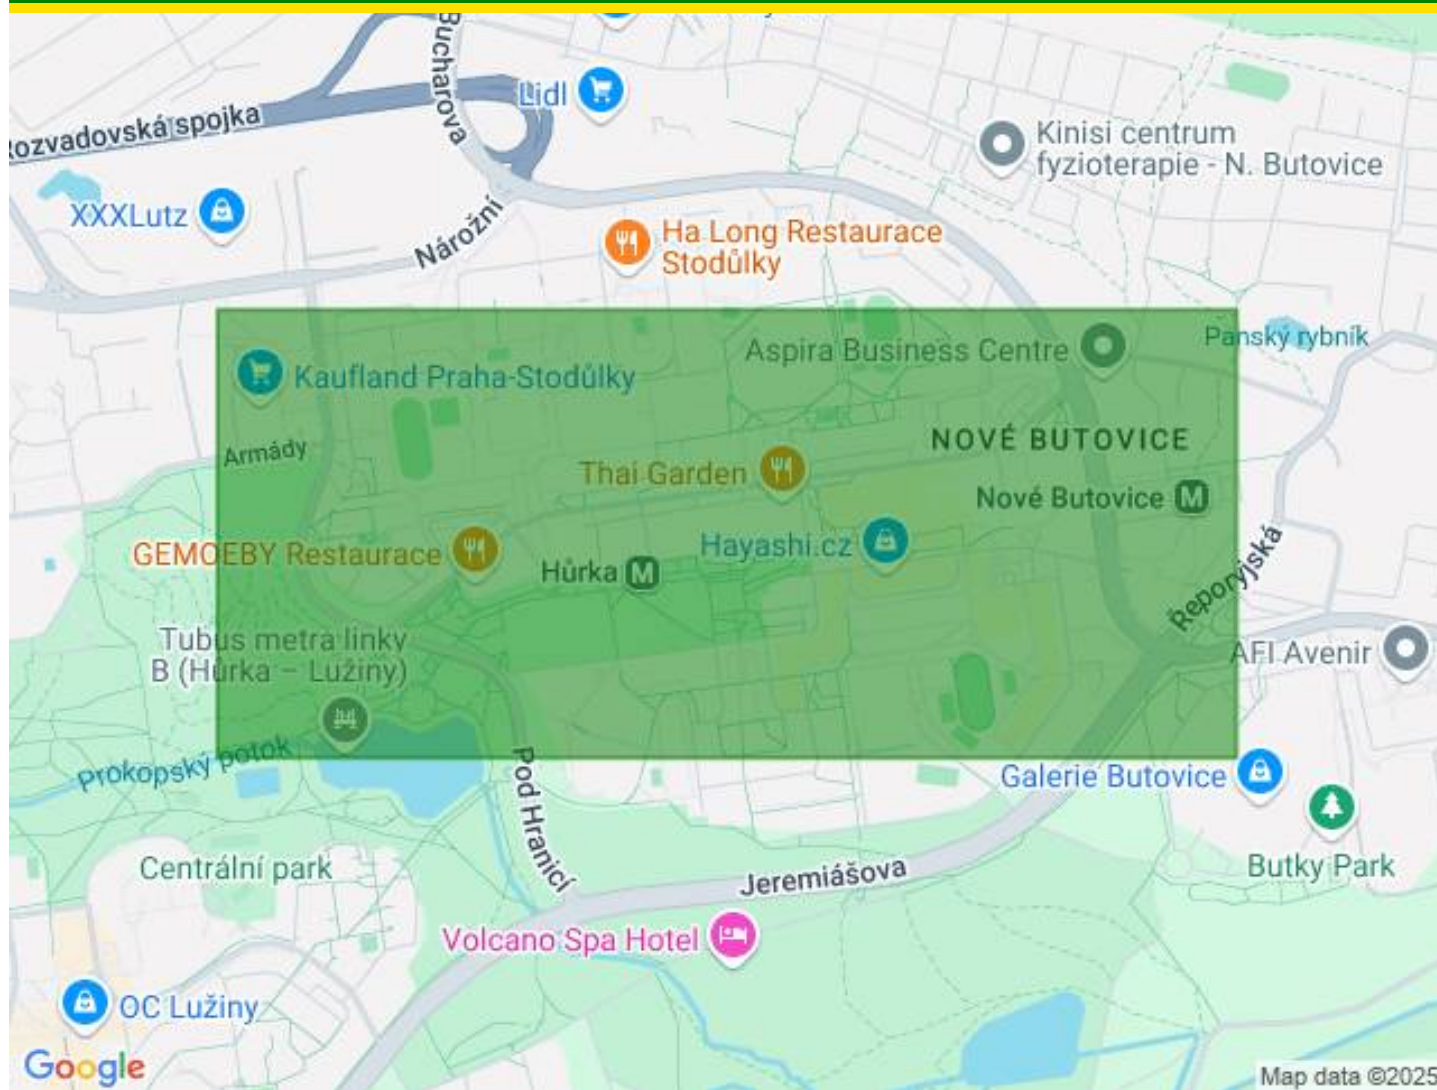 Bucharova
Lidl
Rozvadovská spojka
Kinisi centrum
fyzioterapie - N. Butovice
XXXLutz
Nárožní
Ha Long Restaurace
Stodůlky
Panský rybník
Aspira Business Centre
Kaufland Praha-Stodůlky
Armády
NOVÉ BUTOVICE
Thai Garden
Nové Butovice M
Hayashi.cz
GEMOEBY Restaurace
Hůrka M
Řeporyjská
Tubus metra linky
B (Hůrka – Lužiny)
AFI Avenir
Prokopský potok
Pod Hranicí
Galerie Butovice
Centrální park
Jeremiášova
Butky Park
Volcano Spa Hotel
OC Lužiny
Google
Map data ©2025